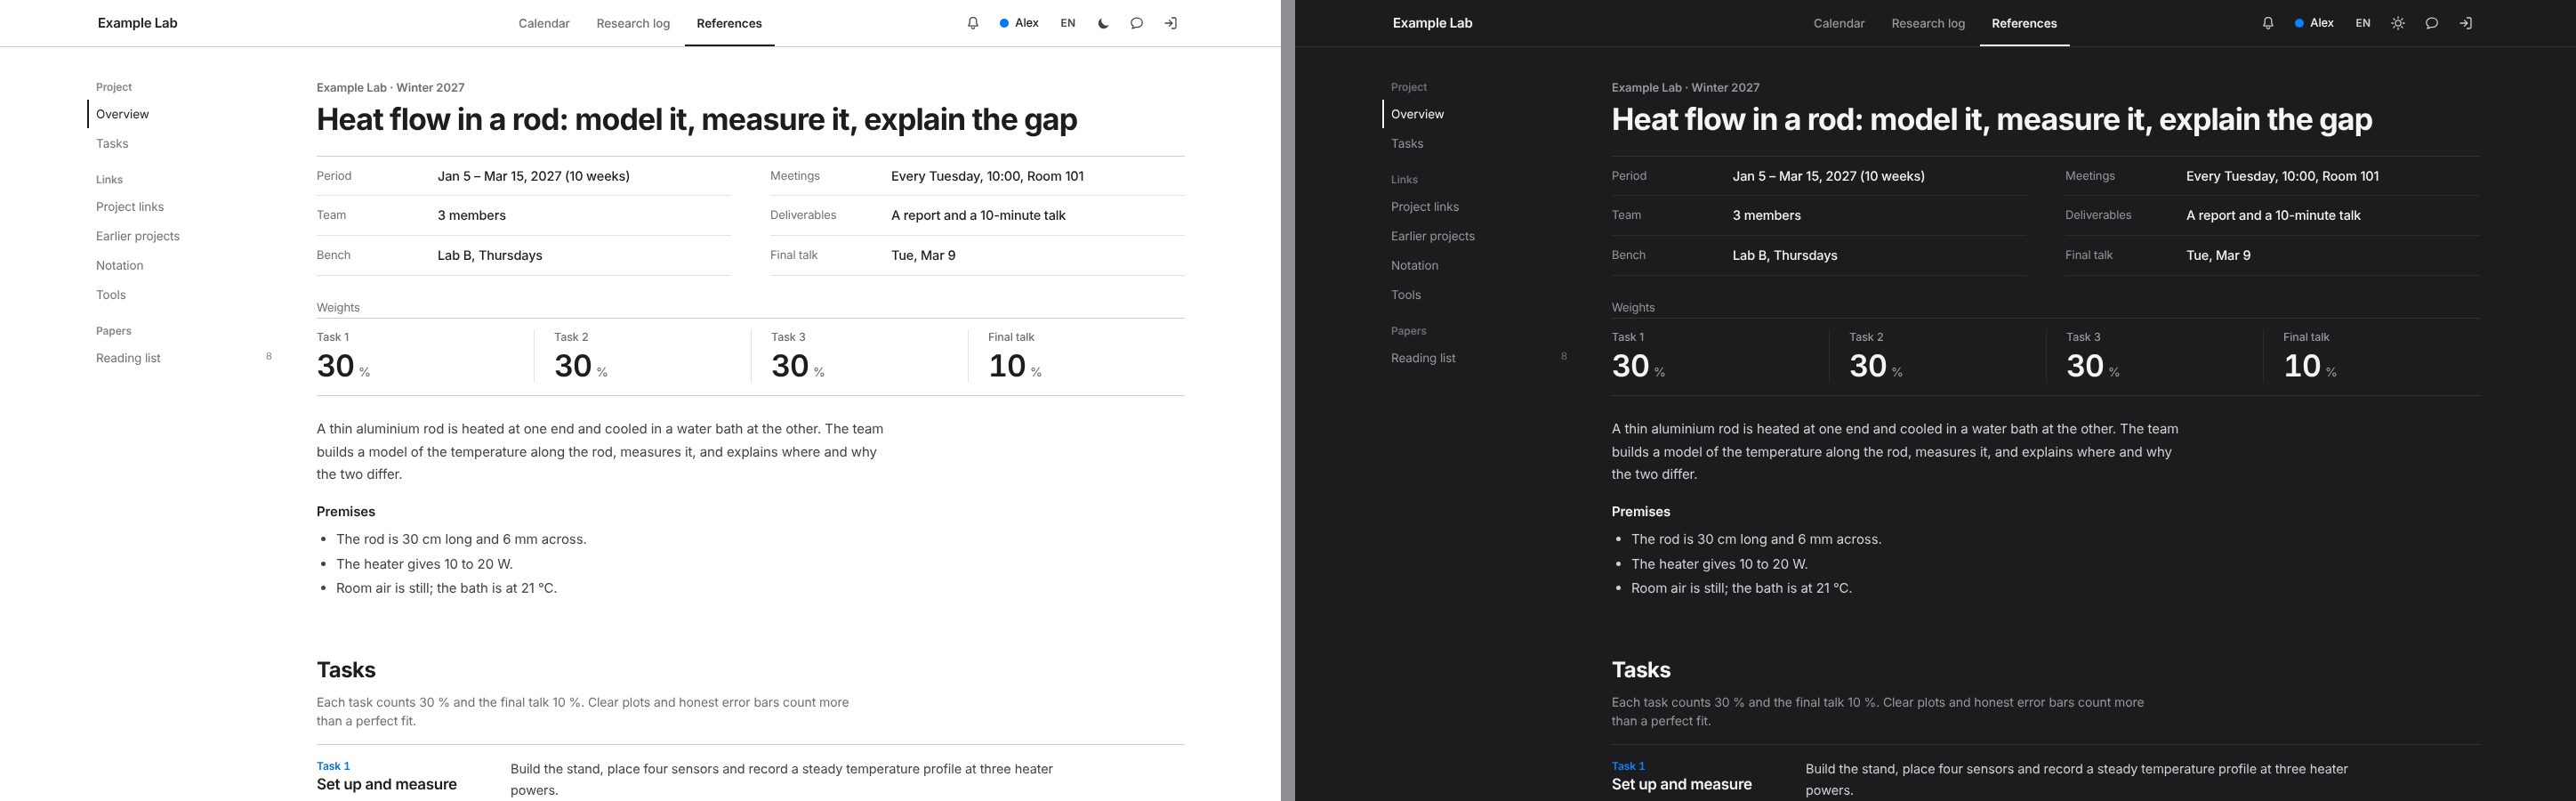 Example Lab
Calendar
Research log
References
Alex
EN
Project
Overview
Tasks
Links
Project links
Earlier projects
Notation
Tools
Papers
Reading list 8
Example Lab · Winter 2027
Heat flow in a rod: model it, measure it, explain the gap
Period Jan 5 – Mar 15, 2027 (10 weeks)
Meetings Every Tuesday, 10:00, Room 101
Team 3 members
Deliverables A report and a 10-minute talk
Bench Lab B, Thursdays
Final talk Tue, Mar 9
Weights
Task 1
30 %
Task 2
30 %
Task 3
30 %
Final talk
10 %
A thin aluminium rod is heated at one end and cooled in a water bath at the other. The team
builds a model of the temperature along the rod, measures it, and explains where and why
the two differ.
Premises
• The rod is 30 cm long and 6 mm across.
• The heater gives 10 to 20 W.
• Room air is still; the bath is at 21 °C.
Tasks
Each task counts 30 % and the final talk 10 %. Clear plots and honest error bars count more
than a perfect fit.
Task 1
Set up and measure
Build the stand, place four sensors and record a steady temperature profile at three heater
powers.
Example Lab
Calendar
Research log
References
Alex
EN
Project
Overview
Tasks
Links
Project links
Earlier projects
Notation
Tools
Papers
Reading list 8
Example Lab · Winter 2027
Heat flow in a rod: model it, measure it, explain the gap
Period Jan 5 – Mar 15, 2027 (10 weeks)
Meetings Every Tuesday, 10:00, Room 101
Team 3 members
Deliverables A report and a 10-minute talk
Bench Lab B, Thursdays
Final talk Tue, Mar 9
Weights
Task 1
30 %
Task 2
30 %
Task 3
30 %
Final talk
10 %
A thin aluminium rod is heated at one end and cooled in a water bath at the other. The team
builds a model of the temperature along the rod, measures it, and explains where and why
the two differ.
Premises
• The rod is 30 cm long and 6 mm across.
• The heater gives 10 to 20 W.
• Room air is still; the bath is at 21 °C.
Tasks
Each task counts 30 % and the final talk 10 %. Clear plots and honest error bars count more
than a perfect fit.
Task 1
Set up and measure
Build the stand, place four sensors and record a steady temperature profile at three heater
powers.